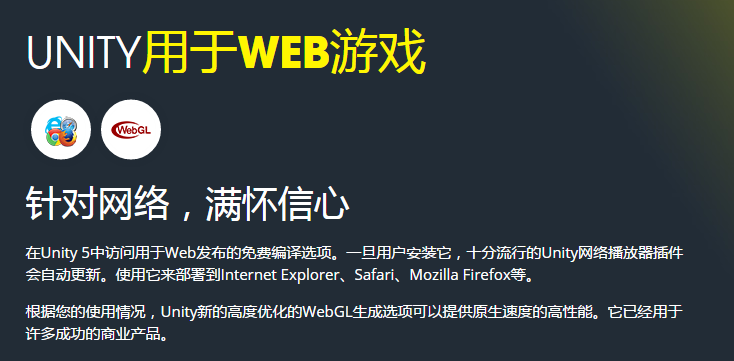 UNITY用于WEB游戏
WebGL
针对网络，满怀信心
在Unity 5中访问用于Web发布的免费编译选项。一旦用户安装它，十分流行的Unity网络播放器插件
会自动更新。使用它来部署到Internet Explorer、Safari、Mozilla Firefox等。
根据您的使用情况，Unity新的高度优化的WebGL生成选项可以提供原生速度的高性能。它已经用于
许多成功的商业产品。